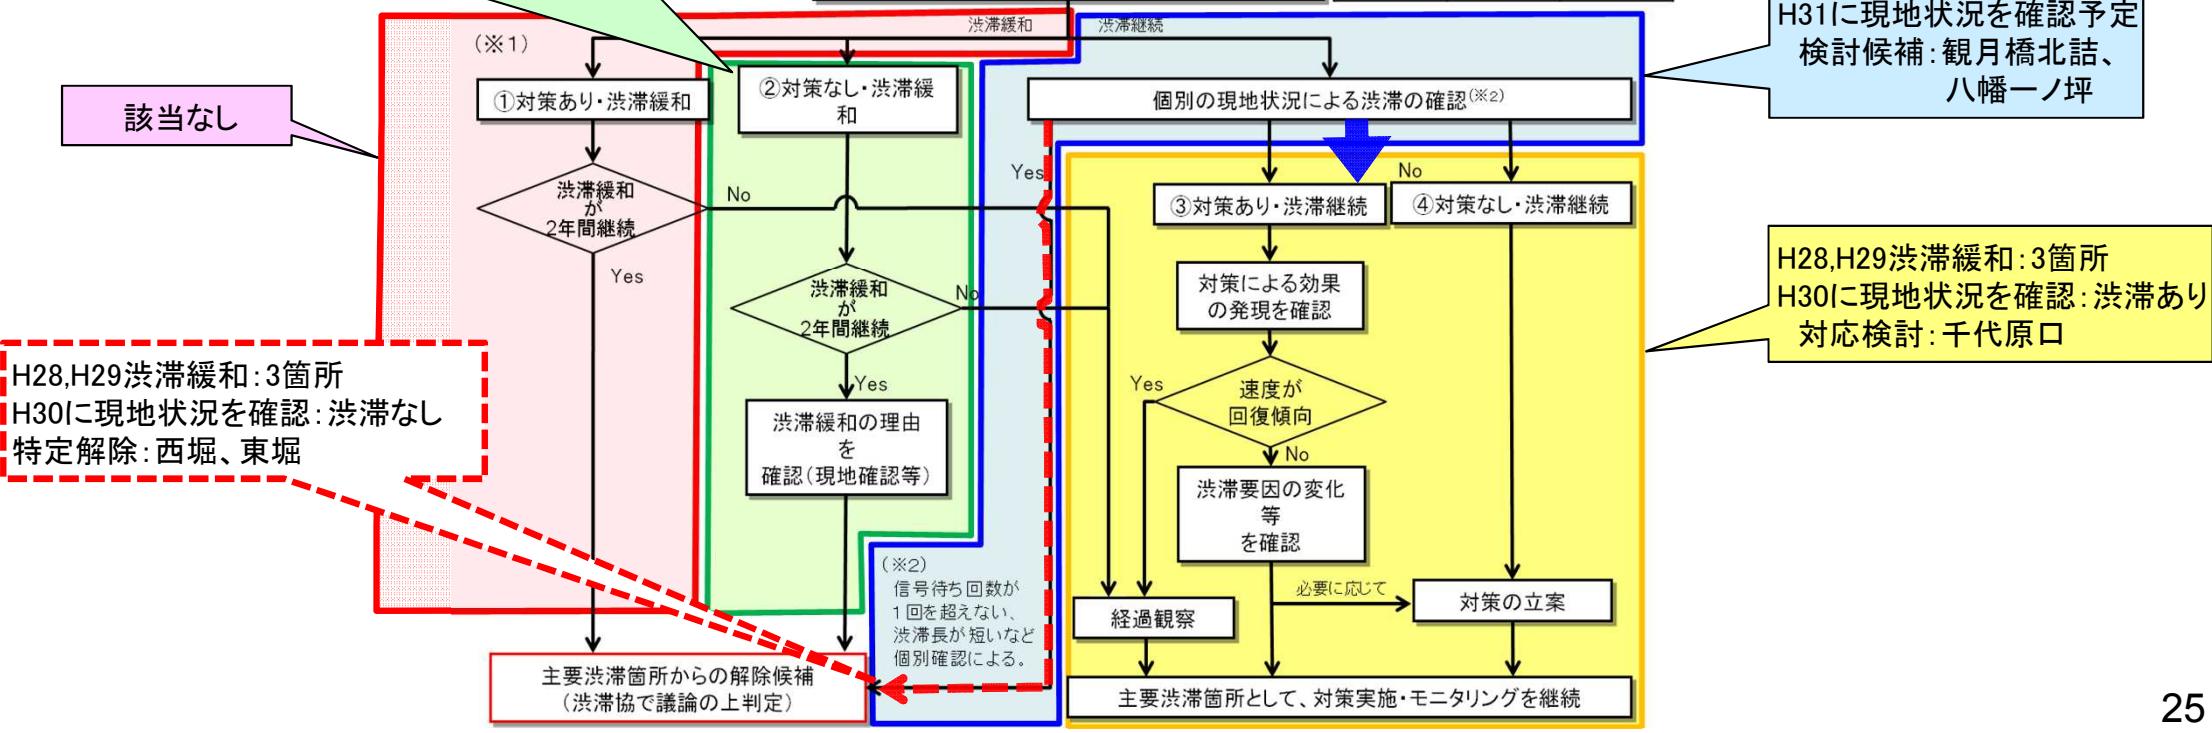 渋滞緩和
渋滞継続
H31に現地状況を確認予定
検討候補:観月橋北詰、
八幡一ノ坪
(※1)
①対策あり・渋滞緩和
②対策なし・渋滞緩
和
個別の現地状況による渋滞の確認(※2)
該当なし
渋滞緩和
が
2年間継続
No
Yes
Yes
No
③対策あり・渋滞継続
④対策なし・渋滞継続
H28,H29渋滞緩和:3箇所
H30に現地状況を確認:渋滞あり
対応検討:千代原口
渋滞緩和
が
2年間継続
No
Yes
対策による効果
の発現を確認
H28,H29渋滞緩和:3箇所
H30に現地状況を確認:渋滞なし
特定解除:西堀、東堀
速度が
回復傾向
Yes
No
渋滞緩和の理由
を
確認(現地確認等)
渋滞要因の変化
等
を確認
(※2)
信号待ち回数が
1回を超えない、
渋滞長が短いなど
個別確認による。
必要に応じて
経過観察
対策の立案
主要渋滞箇所からの解除候補
(渋滞協で議論の上判定)
主要渋滞箇所として、対策実施・モニタリングを継続
25